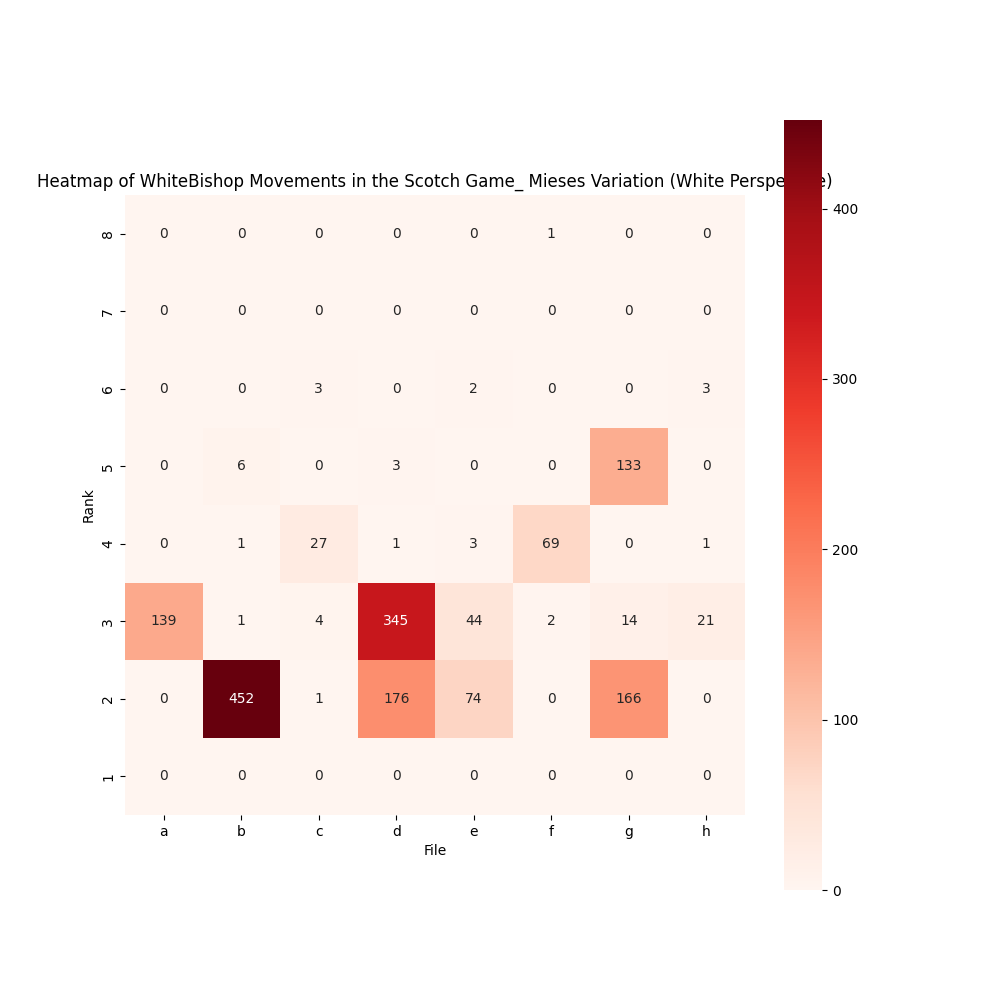 Heatmap of WhiteBishop Movements in the Scotch Game_ Mieses Variation (White Perspe    e)
400
8 0 0 0 0 0 1 0 0
7 0 0 0 0 0 0 0 0
300
6 0 0 3 0 2 0 0 3
5 0 6 0 3 0 0 133 0
Rank
200
4 0 1 27 1 3 69 0 1
3 139 1 4 345 44 2 14 21
100
2 0 452 1 176 74 0 166 0
1 0 0 0 0 0 0 0 0
a b c d e f g h
File
0